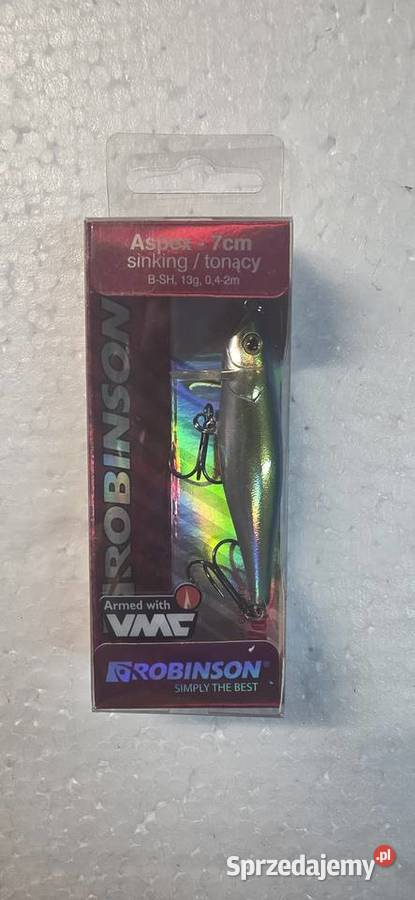 Aspex - 7cm
sinking / tonący
B-SH, 13g, 0,4-2m
ROBINSON
Armed with
VMC
ROBINSON®
SIMPLY THE BEST
Sprzedajemy.pl